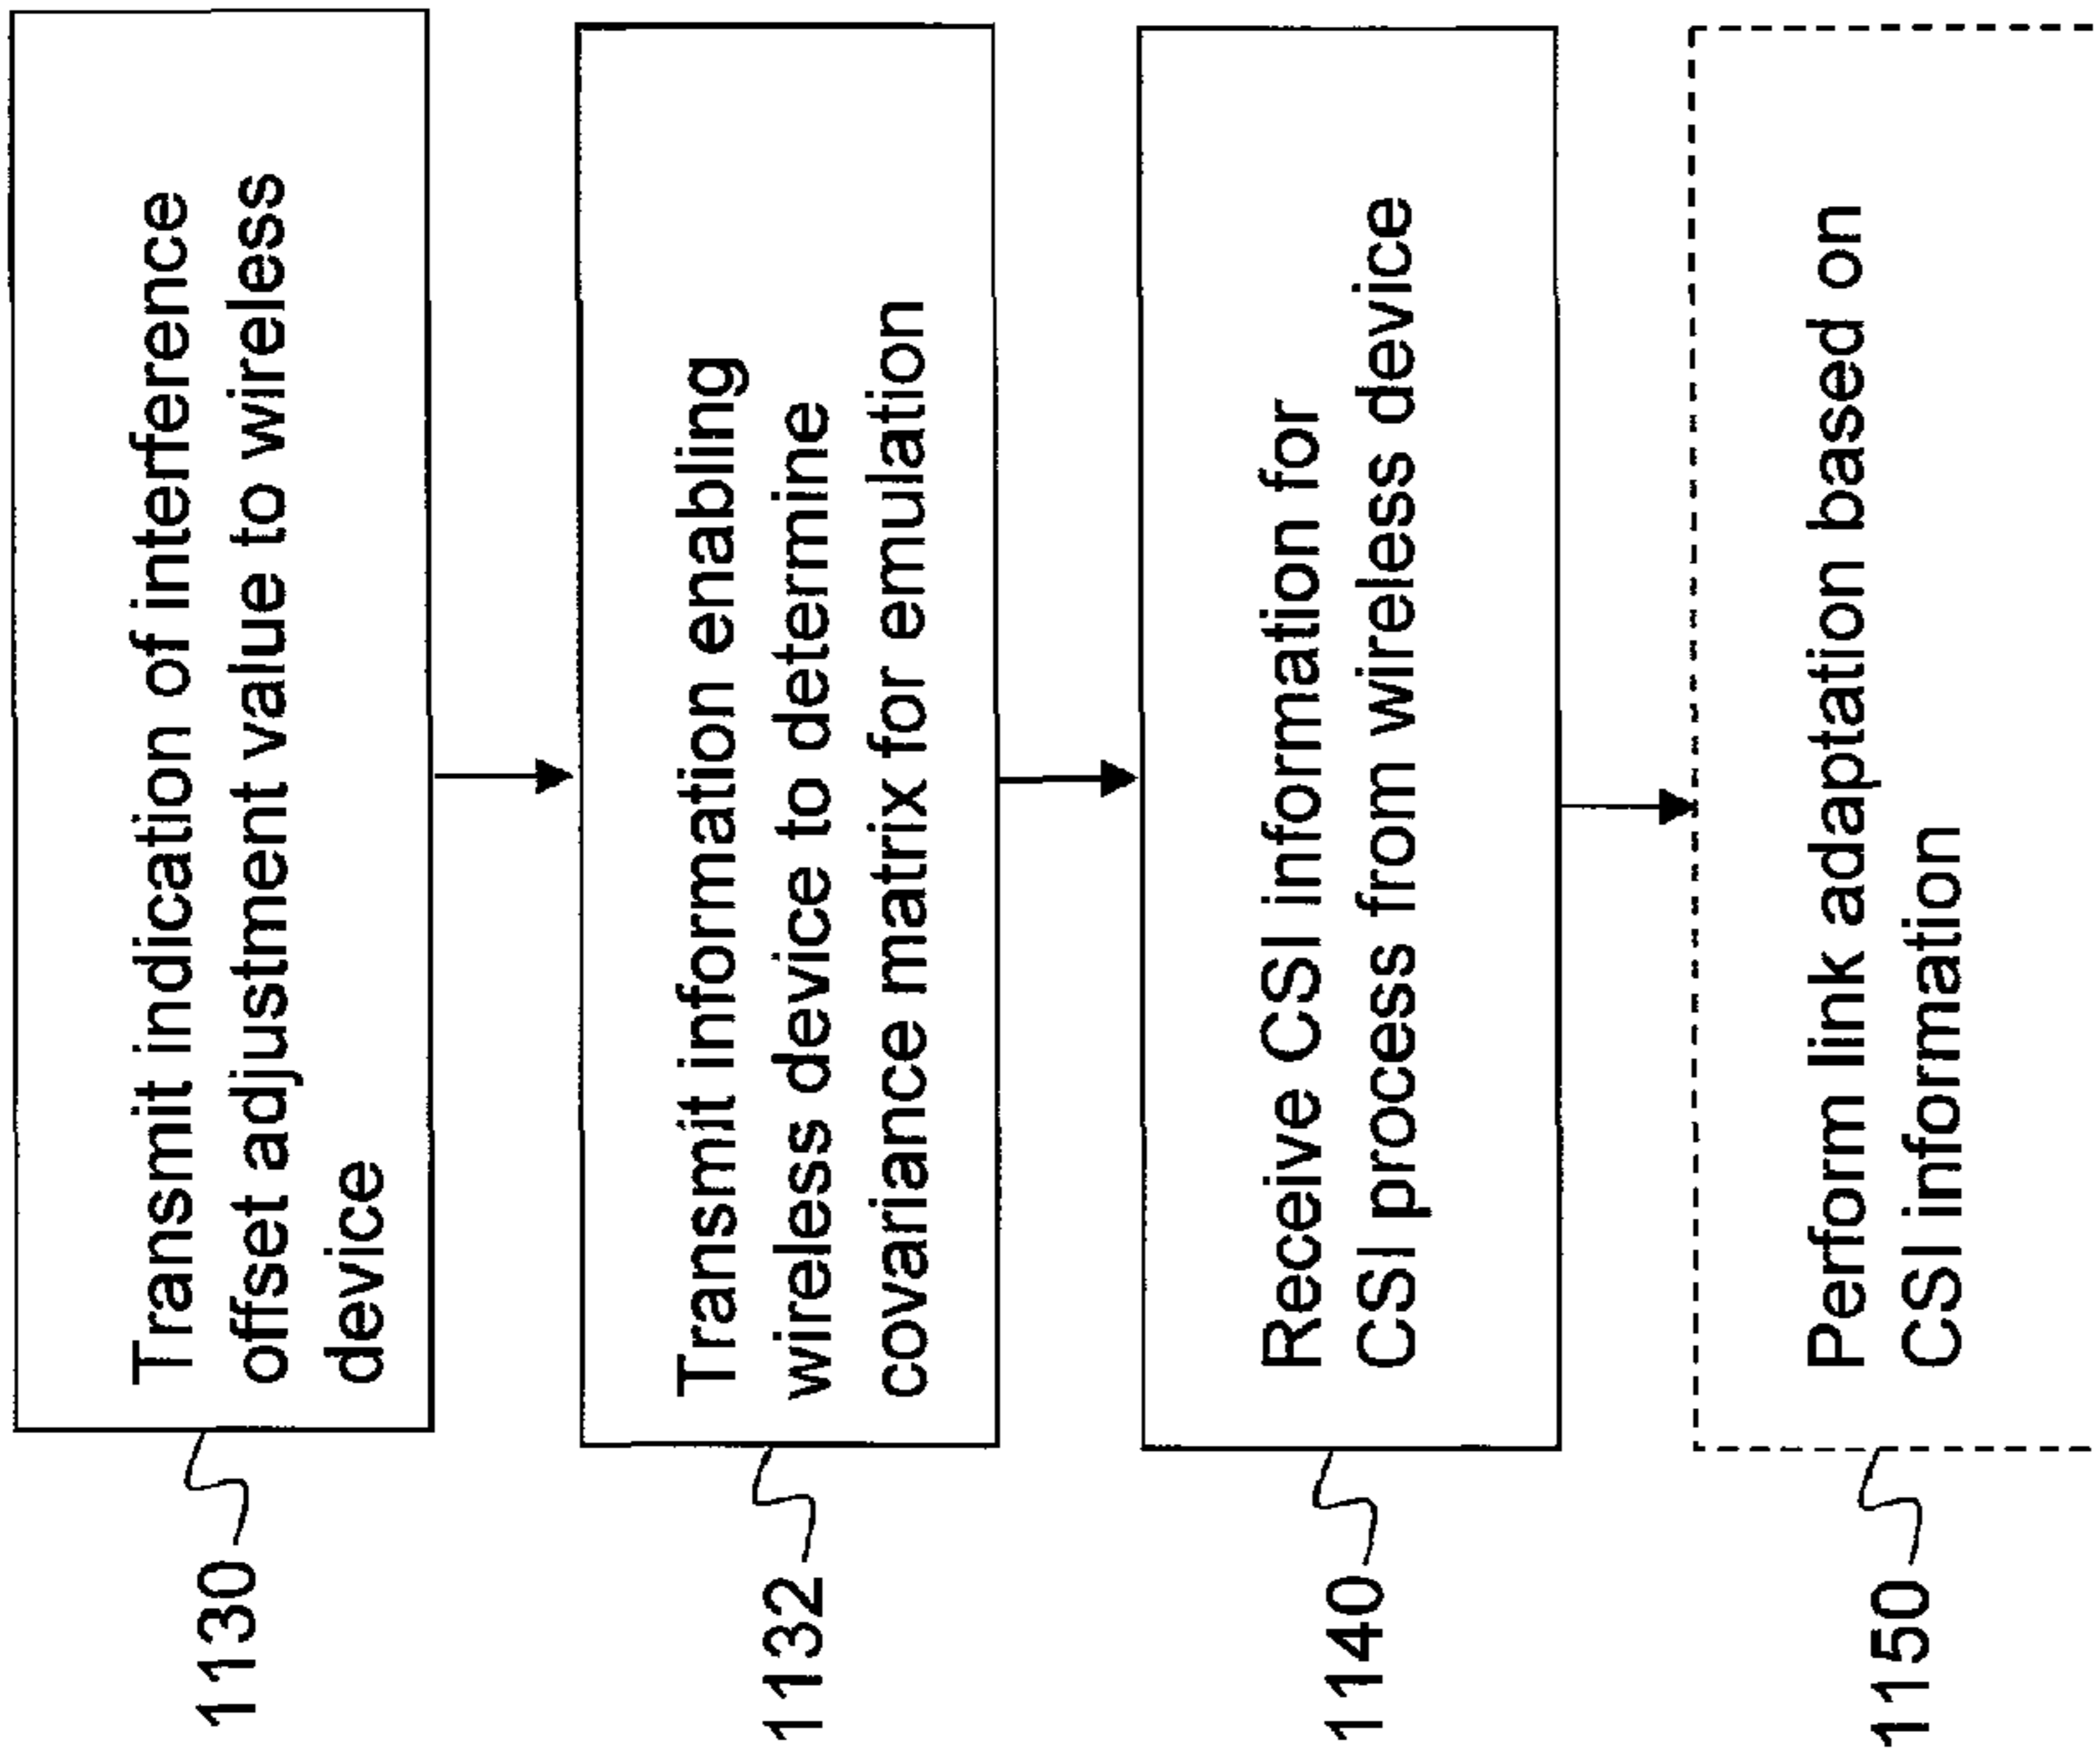 1130
Transmit indication of interference
offset adjustment value to wireless
device
1132
Transmit information enabling
wireless device to determine
covariance matrix for emulation
1140
Receive CSI information for
CSI process from wireless device
1150
Perform link adaptation based on
CSI information